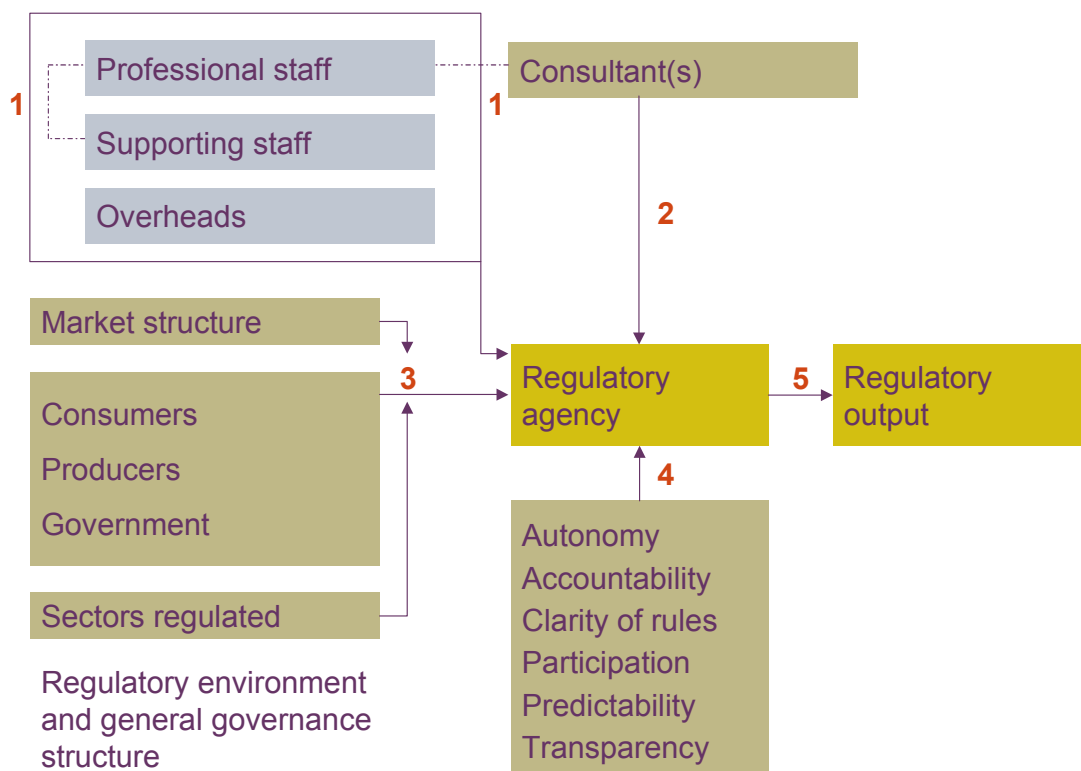 Professional staff
Consultant(s)
1
1
Supporting staff
Overheads
2
Market structure
3
Consumers
Producers
Government
Regulatory
agency
5
Regulatory
output
4
Sectors regulated
Autonomy
Accountability
Clarity of rules
Participation
Predictability
Transparency
Regulatory environment
and general governance
structure